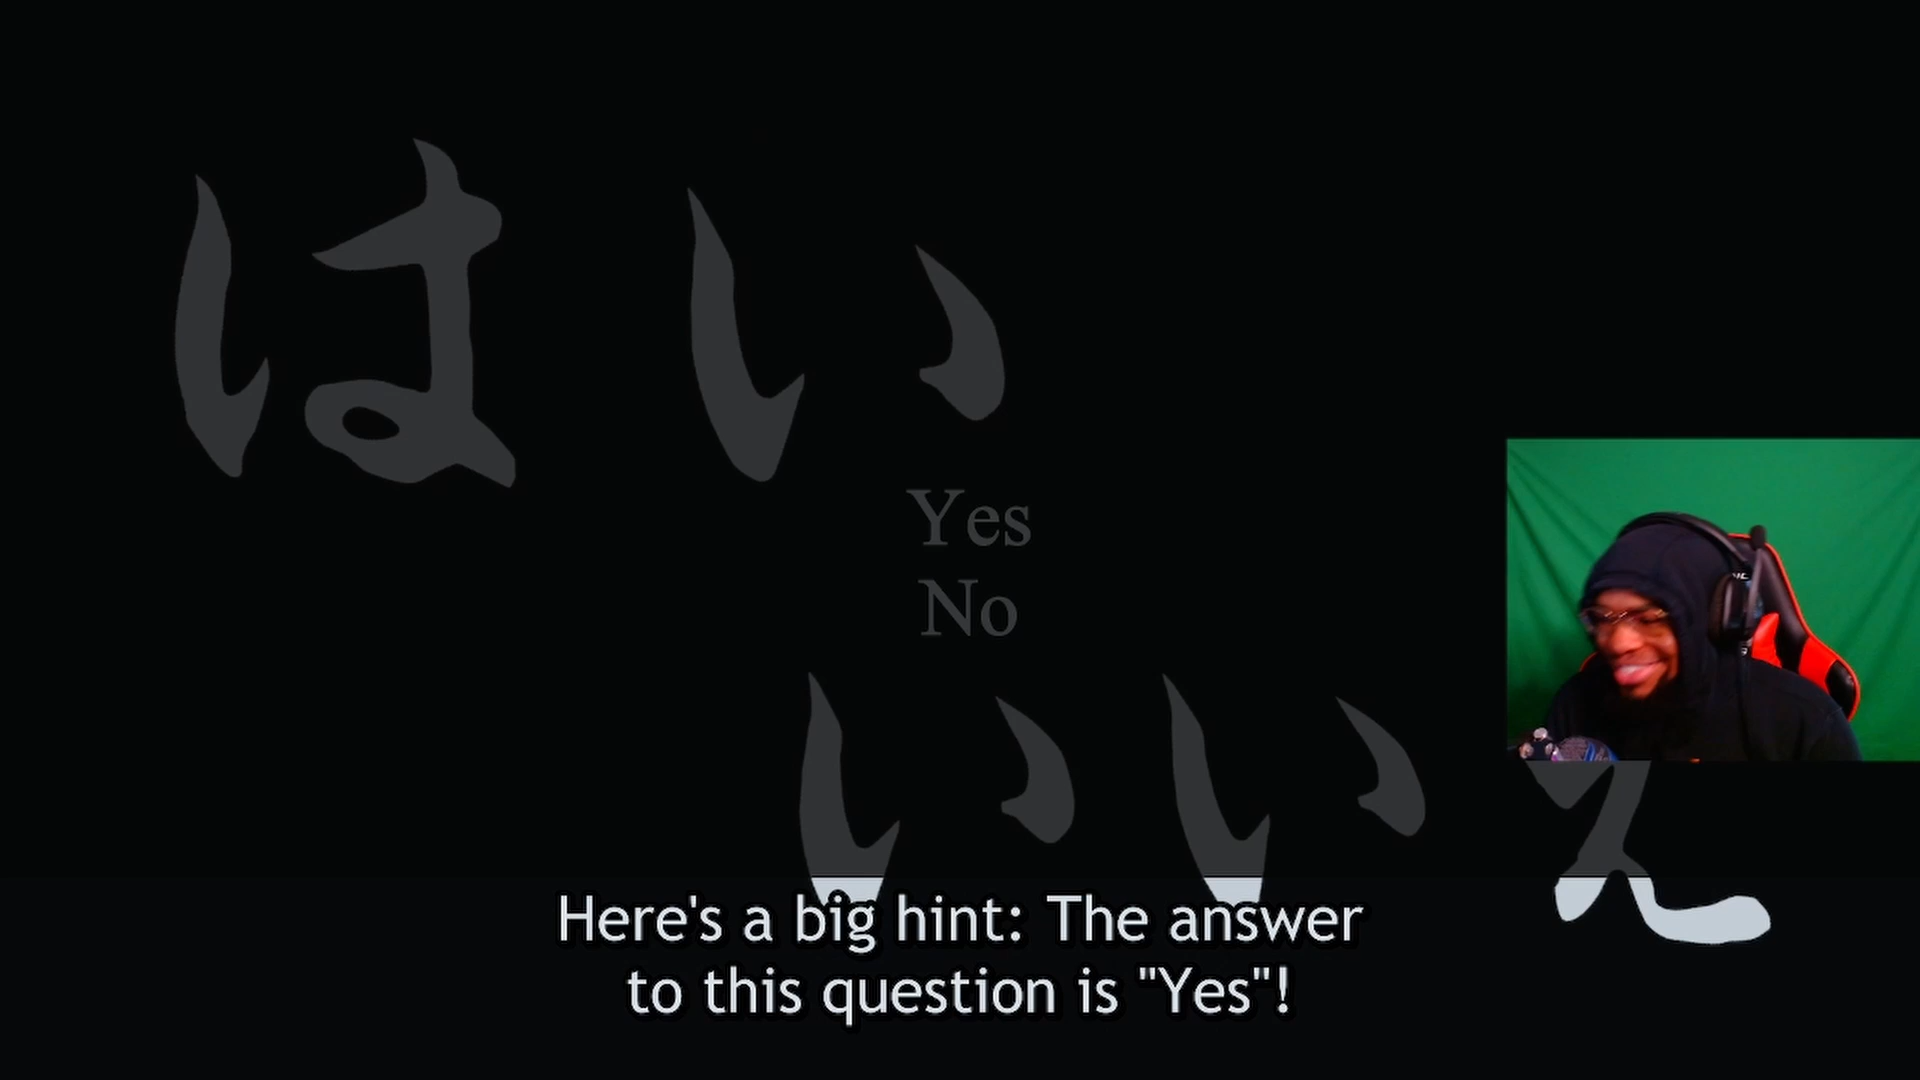 はい
Yes
No
いいえ
Here's a big hint: The answer
to this question is "Yes"!